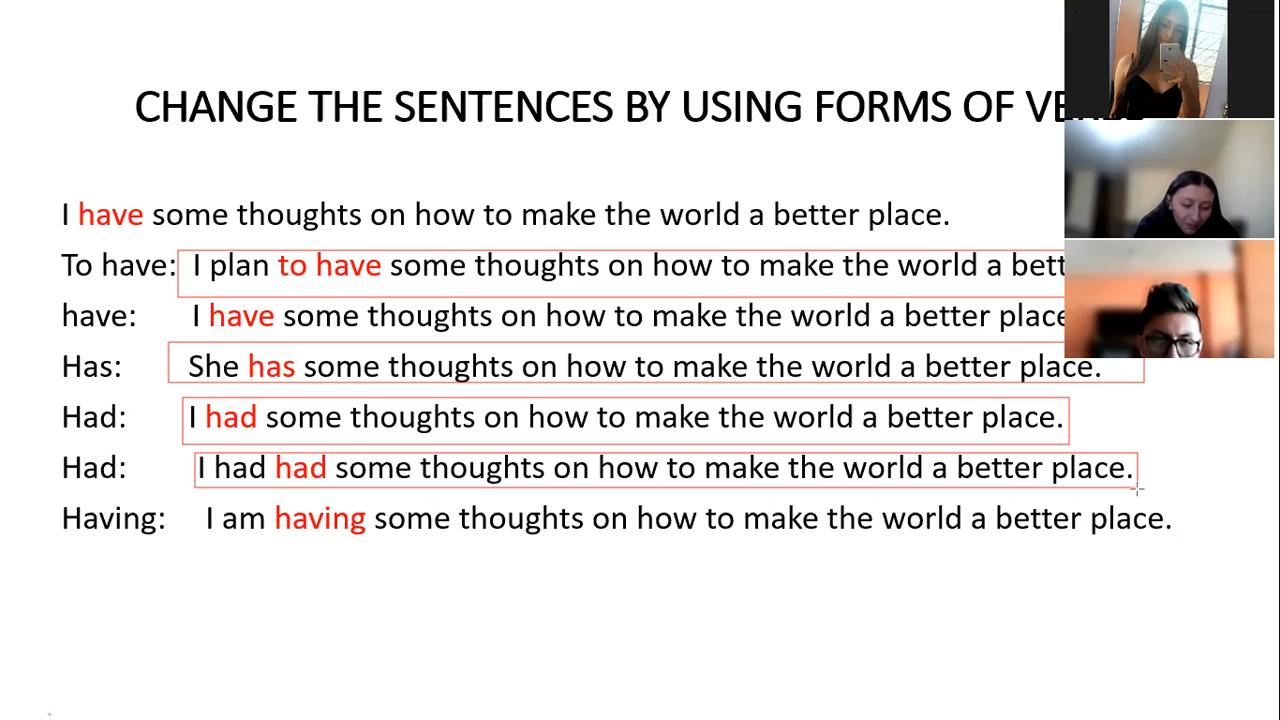 CHANGE THE SENTENCES BY USING FORMS OF
I have some thoughts on how to make the world a better place.
To have: I plan to have some thoughts on how to make the world a
have: I have some thoughts on how to make the world a better place
Has: She has some thoughts on how to make the world a better place.
Had: I had some thoughts on how to make the world a better place.
Had: I had had some thoughts on how to make the world a better place.
Having: I am having some thoughts on how to make the world a better place.